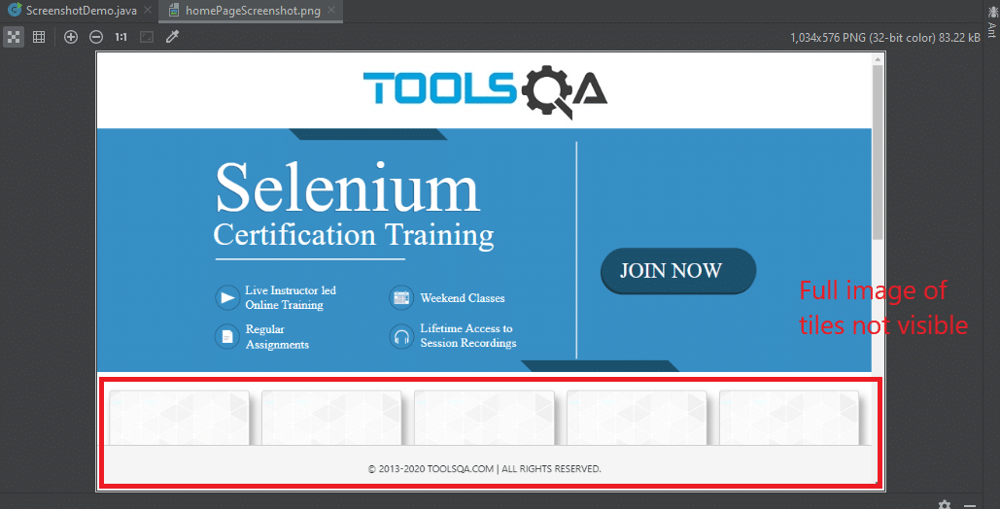 ScreenshotDemo.java
homePageScreenshot.png
1:1
1,034x576 PNG (32-bit color) 83.22 kB
Ant
TOOLSQA
Selenium
Certification Training
Live Instructor led
Online Training
Weekend Classes
Regular
Assignments
Lifetime Access to
Session Recordings
JOIN NOW
Full image of
tiles not visible
© 2013-2020 TOOLSQA.COM | ALL RIGHTS RESERVED.